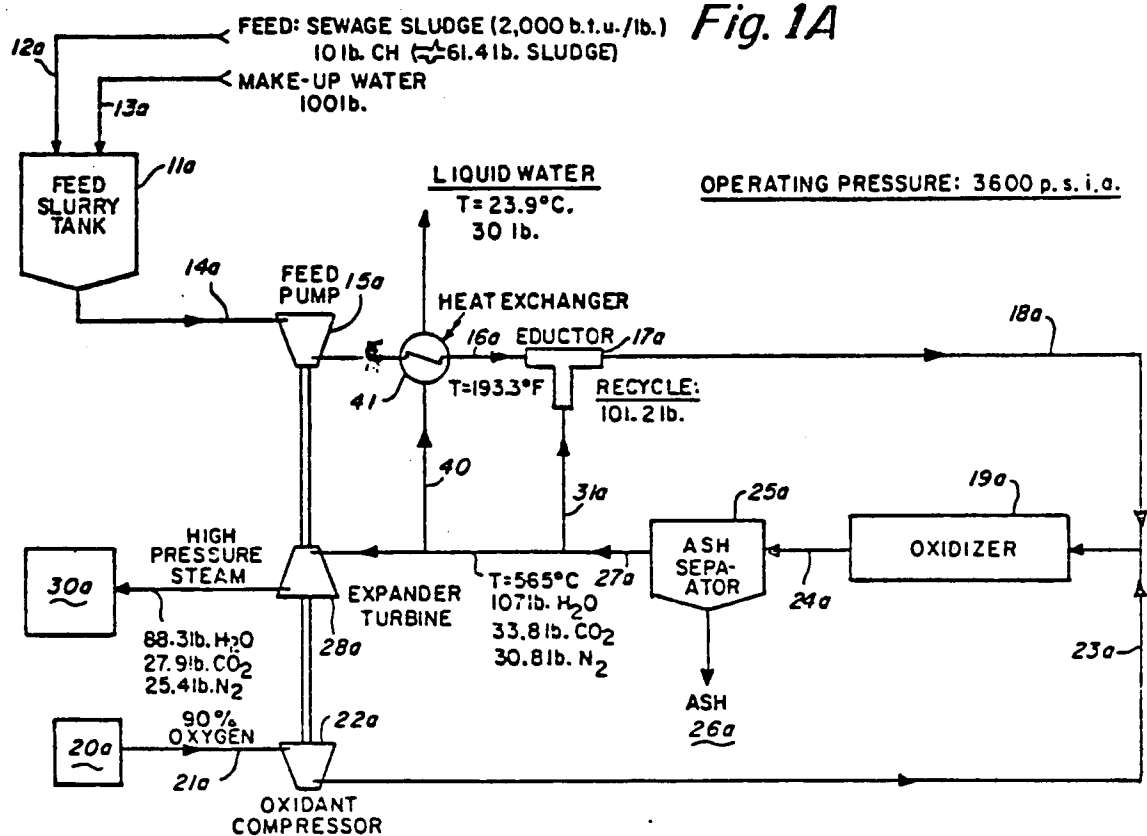 Fig. 1A
FEED: SEWAGE SLUDGE (2,000 b.t.u./lb.)
10 lb. CH (≈61.4 lb. SLUDGE)
MAKE-UP WATER
100 lb.
12a
13a
11a
FEED
SLURRY
TANK
LIQUID WATER
T= 23.9°C.
30 lb.
OPERATING PRESSURE: 3600 p.s.i.a.
14a
FEED
PUMP
15a
HEAT EXCHANGER
16a
EDUCTOR
17a
18a
41
T=193.3°F
RECYCLE:
101.2 lb.
40
31a
25a
19a
HIGH
PRESSURE
STEAM
30a
EXPANDER
TURBINE
28a
T=565°C
107 lb. H2O
33.8 lb. CO2
30.8 lb. N2
27a
ASH
SEPA-
ATOR
24a
OXIDIZER
23a
88.3 lb. H2O
27.9 lb. CO2
25.4 lb. N2
ASH
26a
90%
OXYGEN
22a
20a
21a
OXIDANT
COMPRESSOR